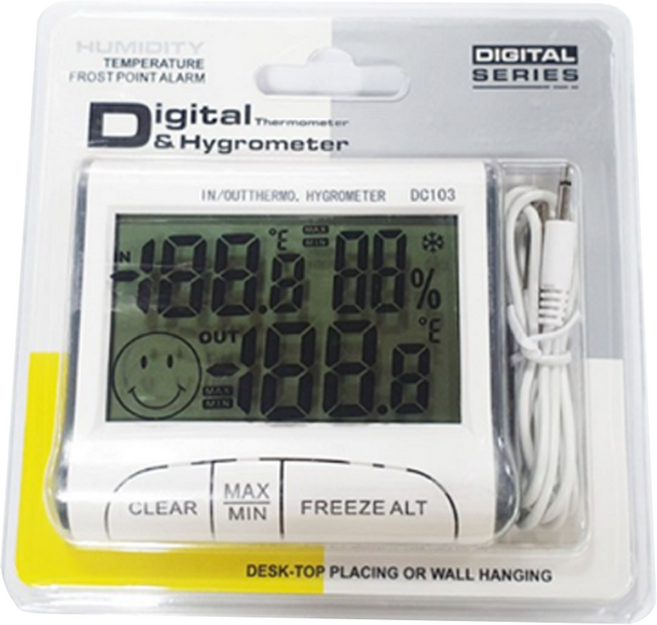 HUMIDITY
TEMPERATURE
FROST POINT ALARM
DIGITAL
SERIES
Digital Thermometer
& Hygrometer
IN/OUTTHERMO. HYGROMETER DC103
IN -188.8 °E MAX MIN 88 %
OUT -188.8 °E
MAX
MIN
CLEAR MAX MIN FREEZE ALT
DESK-TOP PLACING OR WALL HANGING